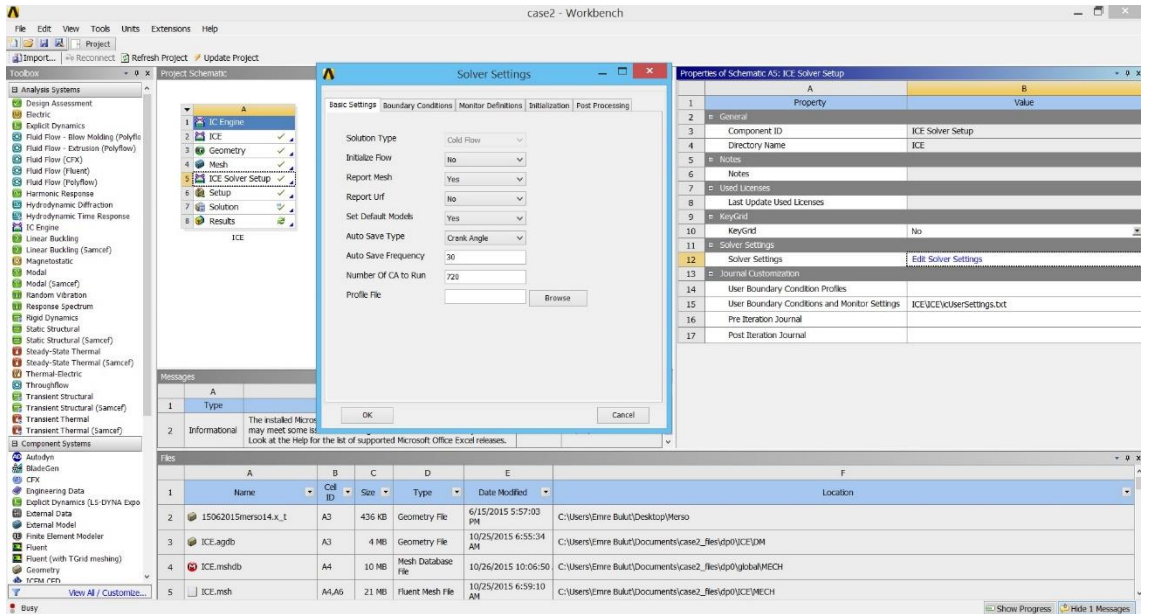 case2 - Workbench
File Edit View Tools Units Extensions Help
Project
Import... Reconnect Refresh Project Update Project
Toolbox
Analysis Systems
Design Assessment
Electric
Explicit Dynamics
Fluid Flow - Blow Molding (Polyflo
Fluid Flow - Extrusion (Polyflow)
Fluid Flow (CFX)
Fluid Flow (Fluent)
Fluid Flow (Polyflow)
Harmonic Response
Hydrodynamic Diffraction
Hydrodynamic Time Response
IC Engine
Linear Buckling
Linear Buckling (Samcef)
Magnetostatic
Modal
Modal (Samcef)
Random Vibration
Response Spectrum
Rigid Dynamics
Static Structural
Static Structural (Samcef)
Steady-State Thermal
Steady-State Thermal (Samcef)
Thermal-Electric
Throughflow
Transient Structural
Transient Structural (Samcef)
Transient Thermal
Transient Thermal (Samcef)
Component Systems
Autodyn
BladeGen
CFX
Engineering Data
Explicit Dynamics (LS-DYNA Expo
External Data
External Model
Finite Element Modeler
Fluent
Fluent (with TGrid meshing)
Geometry
ICEM CFD
View All / Customize...
Busy
Project Schematic
A
1 IC Engine
2 ICE
3 Geometry
4 Mesh
5 ICE Solver Setup
6 Setup
7 Solution
8 Results
ICE
Solver Settings
Basic Settings Boundary Conditions Monitor Definitions Initialization Post Processing
Solution Type Cold Flow
Initialize Flow No
Report Mesh Yes
Report Urf No
Set Default Models Yes
Auto Save Type Crank Angle
Auto Save Frequency 30
Number Of CA to Run 720
Profile File Browse
OK Cancel
Properties of Schematic A5: ICE Solver Setup
A B
1 Property Value
2 General
3 Component ID ICE Solver Setup
4 Directory Name ICE
5 Notes
6 Notes
7 Used Licenses
8 Last Update Used Licenses
9 KeyGrid
10 KeyGrid No
11 Solver Settings
12 Solver Settings Edit Solver Settings
13 Journal Customization
14 User Boundary Condition Profiles
15 User Boundary Conditions and Monitor Settings ICE\ICE\icUserSettings.txt
16 Pre Iteration Journal
17 Post Iteration Journal
Messages
A
1 Type
2 Informational
The installed Micros
may meet some is
Look at the Help for the list of supported Microsoft Office Excel releases.
Files
A B C D E F
1 Name Cell ID Size Type Date Modified Location
2 15062015merso14.x_t A3 436 KB Geometry File 6/15/2015 5:57:03 PM C:\Users\Emre Bulut\Desktop\Merso
3 ICE.agdb A3 4 MB Geometry File 10/25/2015 6:55:34 AM C:\Users\Emre Bulut\Documents\case2_files\dp0\ICE\DM
4 ICE.mshdb A4 10 MB Mesh Database File 10/26/2015 10:06:50 C:\Users\Emre Bulut\Documents\case2_files\dp0\global\MECH
5 ICE.msh A4,A6 21 MB Fluent Mesh File 10/25/2015 6:59:10 AM C:\Users\Emre Bulut\Documents\case2_files\dp0\ICE\MECH
Show Progress Hide 1 Messages